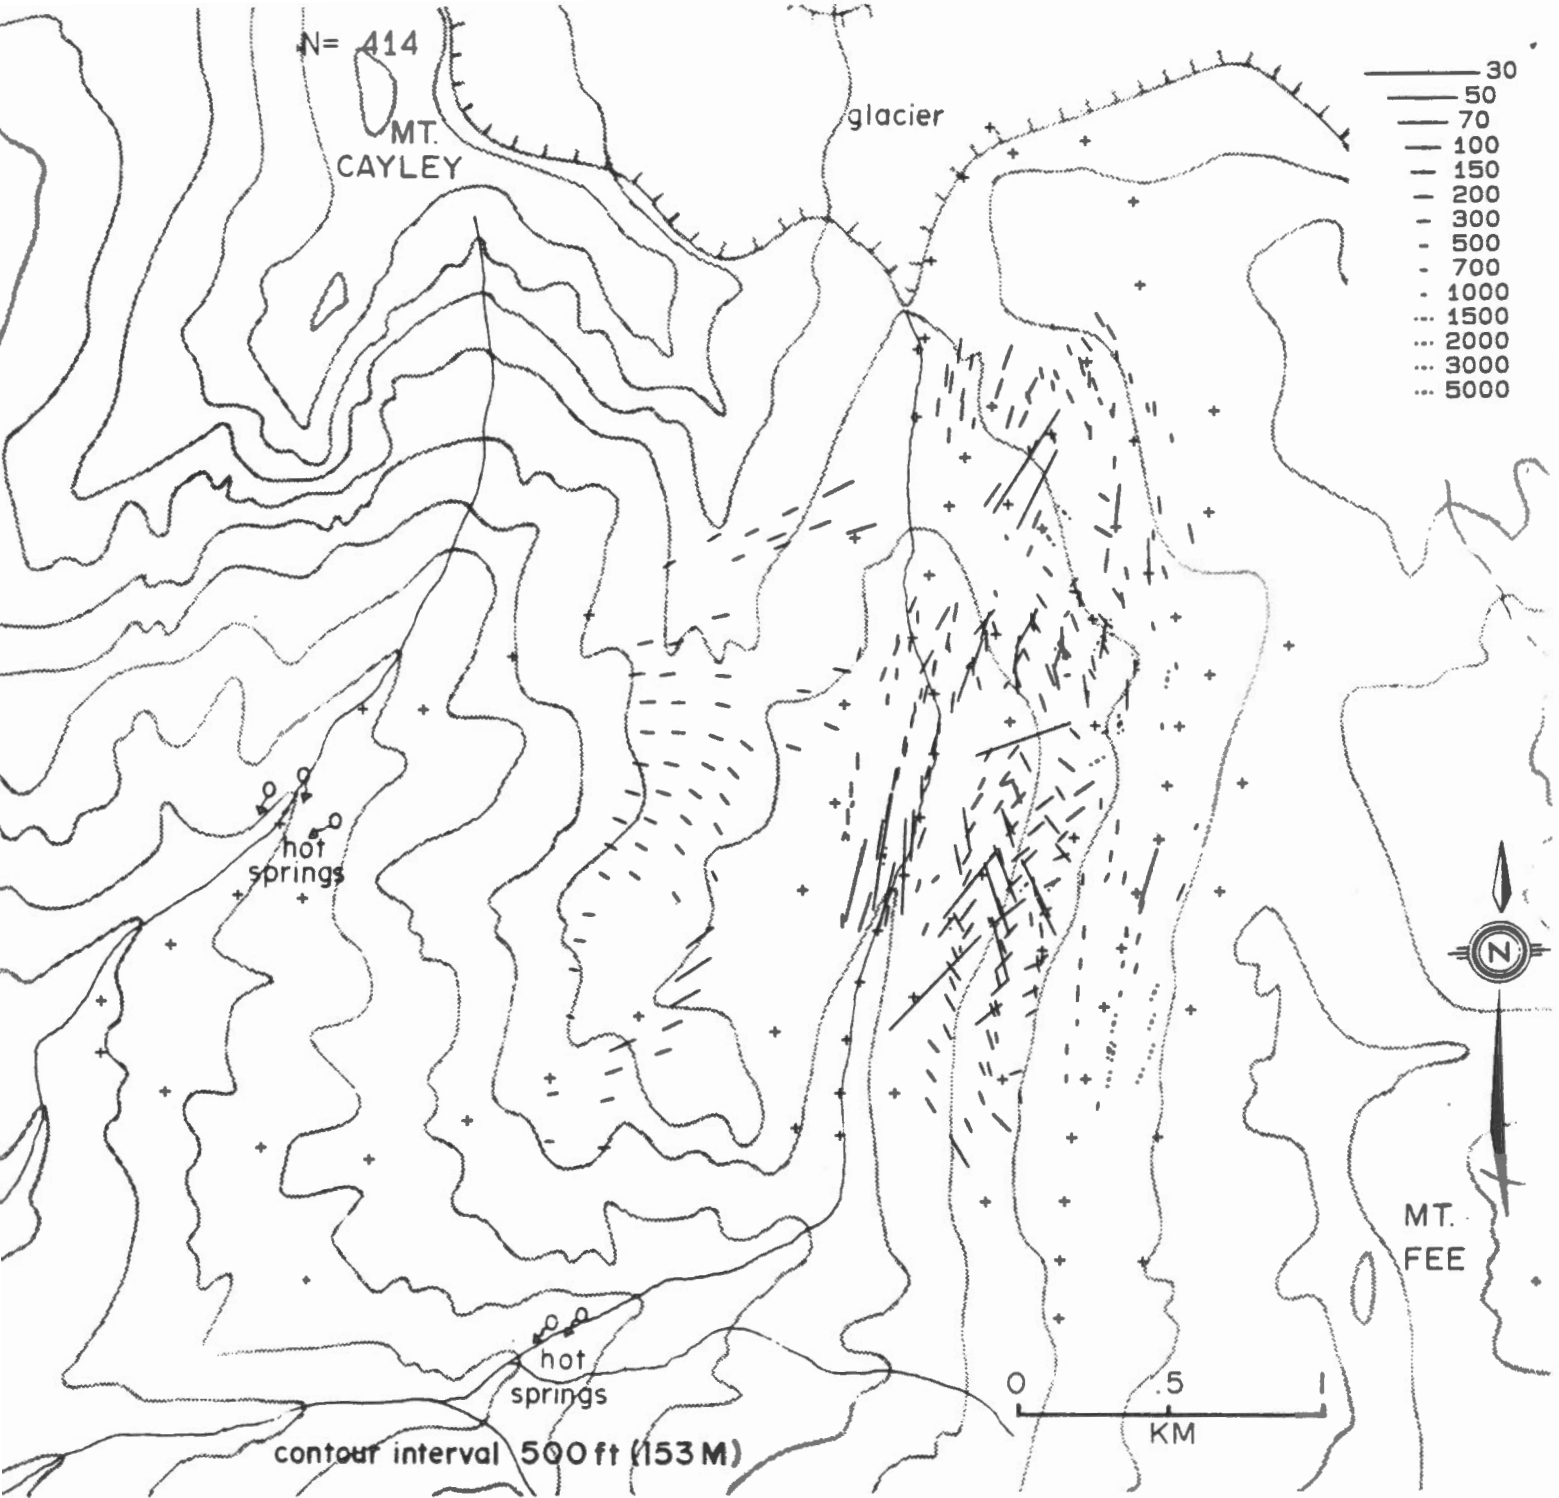 N= 414
MT.
CAYLEY
glacier
30
50
70
100
150
200
300
500
700
1000
1500
2000
3000
5000
hot
springs
N
MT.
FEE
hot
springs
0 .5 1
KM
contour interval 500 ft (153 M)